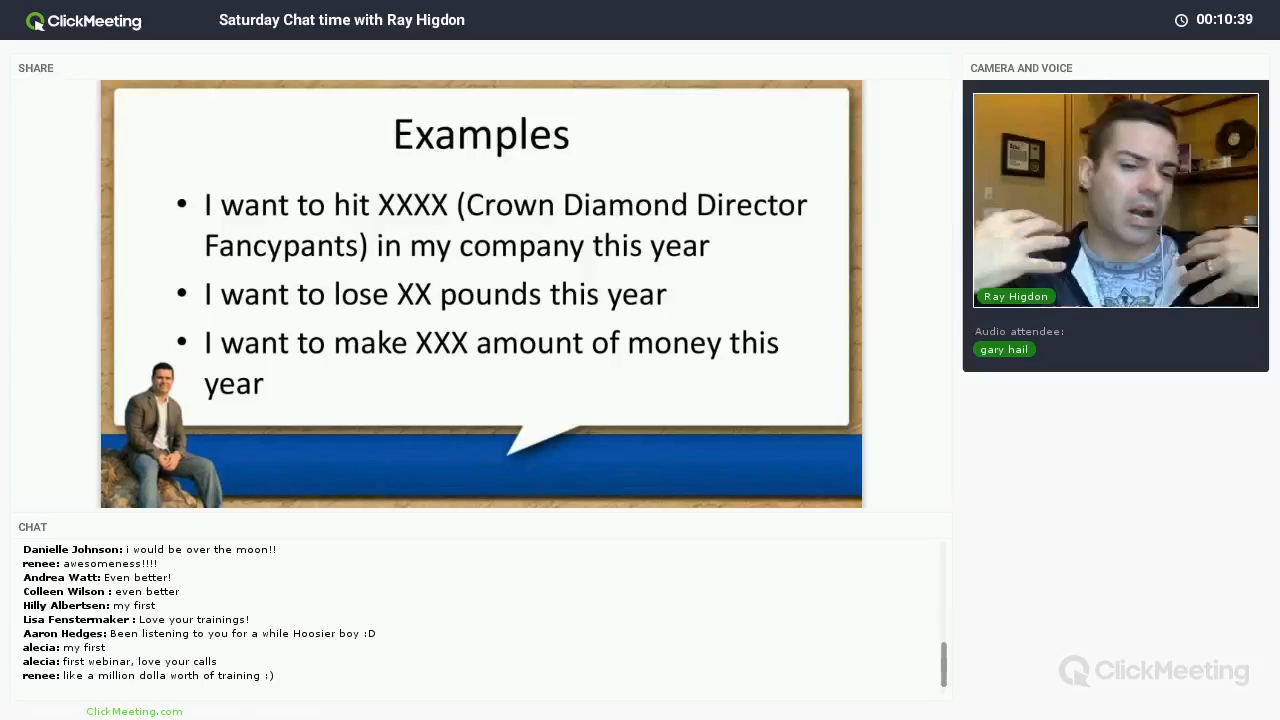 ClickMeeting
Saturday Chat time with Ray Higdon
00:10:39
SHARE
Examples
• I want to hit XXXX (Crown Diamond Director
Fancypants) in my company this year
• I want to lose XX pounds this year
• I want to make XXX amount of money this
year
CAMERA AND VOICE
Ray Higdon
Audio attendee:
gary hail
CHAT
Danielle Johnson: i would be over the moon!!
renee: awesomeness!!!!
Andrea Watt: Even better!
Colleen Wilson : even better
Hilly Albertsen: my first
Lisa Fenstermaker : Love your trainings!
Aaron Hedges: Been listening to you for a while Hoosier boy :D
alecia: my first
alecia: first webinar, love your calls
renee: like a million dolla worth of training :)
ClickMeeting
ClickMeeting.com